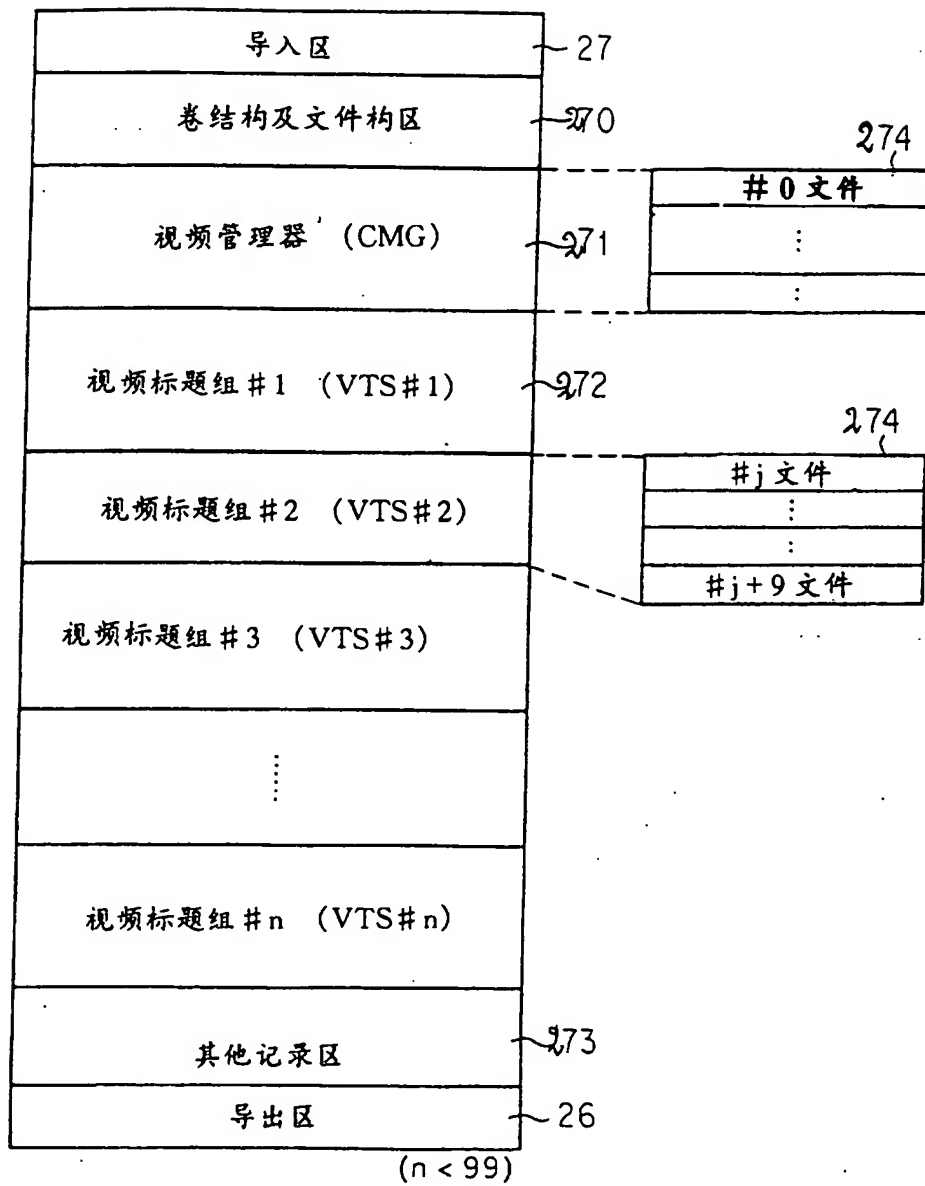 导入区 27
卷结构及文件构区 270
274
#0文件
⋮
⋮
视频管理器 (CMG) 271
视频标题组#1 (VTS#1) 272
274
#j文件
⋮
⋮
#j+9文件
视频标题组#2 (VTS#2)
视频标题组#3 (VTS#3)
⋮
视频标题组#n (VTS#n)
其他记录区 273
导出区 26
(n<99)